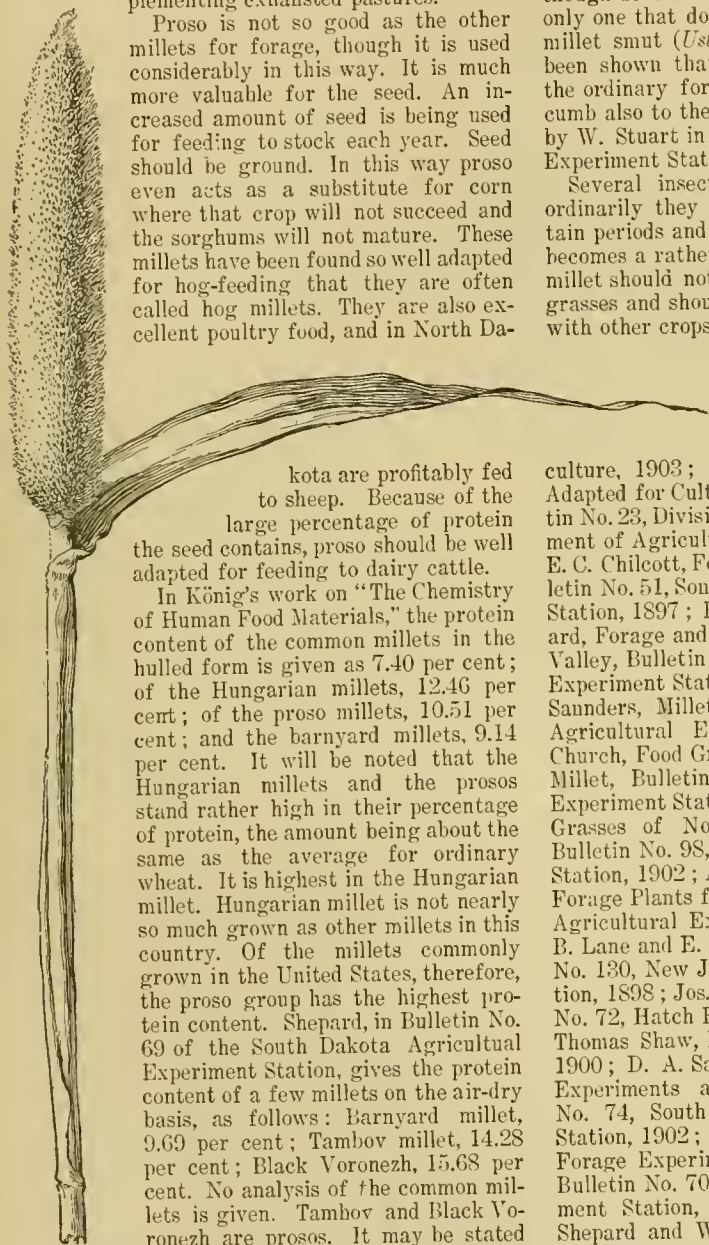 Proso is not so good as the other
millets for forage, though it is used
considerably in this way. It is much
more valuable for the seed. An in-
creased amount of seed is being used
for feeding to stock each year. Seed
should be ground. In this way proso
even acts as a substitute for corn
where that crop will not succeed and
the sorghums will not mature. These
millets have been found so well adapted
for hog-feeding that they are often
called hog millets. They are also ex-
cellent poultry food, and in North Da-
kota are profitably fed
to sheep. Because of the
large percentage of protein
the seed contains, proso should be well
adapted for feeding to dairy cattle.
In König's work on "The Chemistry
of Human Food Materials," the protein
content of the common millets in the
hulled form is given as 7.40 per cent;
of the Hungarian millets, 12.46 per
cent; of the proso millets, 10.51 per
cent; and the barnyard millets, 9.14
per cent. It will be noted that the
Hungarian millets and the prosos
stand rather high in their percentage
of protein, the amount being about the
same as the average for ordinary
wheat. It is highest in the Hungarian
millet. Hungarian millet is not nearly
so much grown as other millets in this
country. Of the millets commonly
grown in the United States, therefore,
the proso group has the highest pro-
tein content. Shepard, in Bulletin No.
69 of the South Dakota Agricultual
Experiment Station, gives the protein
content of a few millets on the air-dry
basis, as follows: Barnyard millet,
9.69 per cent; Tambov millet, 14.28
per cent; Black Voronezh, 15.68 per
cent. No analysis of the common mil-
lets is given. Tambov and Black Vo-
ronezh are prosos. It may be stated
only one that do
millet smut (Ust
been shown tha
the ordinary for
cumb also to the
by W. Stuart in
Experiment Stat
Several insec
ordinarily they
tain periods and
becomes a rathe
millet should not
grasses and shou
with other crops
culture, 1903;
Adapted for Cult
tin No. 23, Divisi
ment of Agricul
E. C. Chilcott, Fo
letin No. 51, Sou
Station, 1897;
ard, Forage and
Valley, Bulletin
Experiment Stat
Saunders, Millet
Agricultural E
Church, Food Gr
Millet, Bulletin
Experiment Stat
Grasses of No
Bulletin No. 98,
Station, 1902;
Forage Plants f
Agricultural Ex
B. Lane and E.
No. 130, New J
tion, 1898; Jos.
No. 72, Hatch
Thomas Shaw,
1900; D. A. Sa
Experiments a
No. 74, South
Station, 1902;
Forage Experin
Bulletin No. 70
ment Station,
Shepard and W